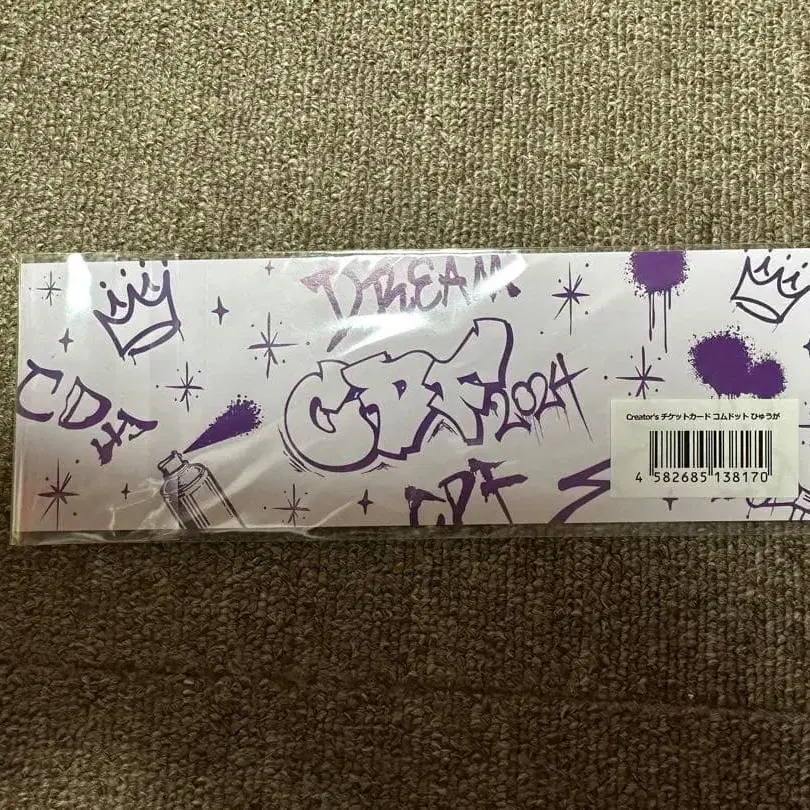 DREAM
CDF 2024
CDF
CDF
Creator's チケットカード コムドット ひゅうが
4 582685 138170